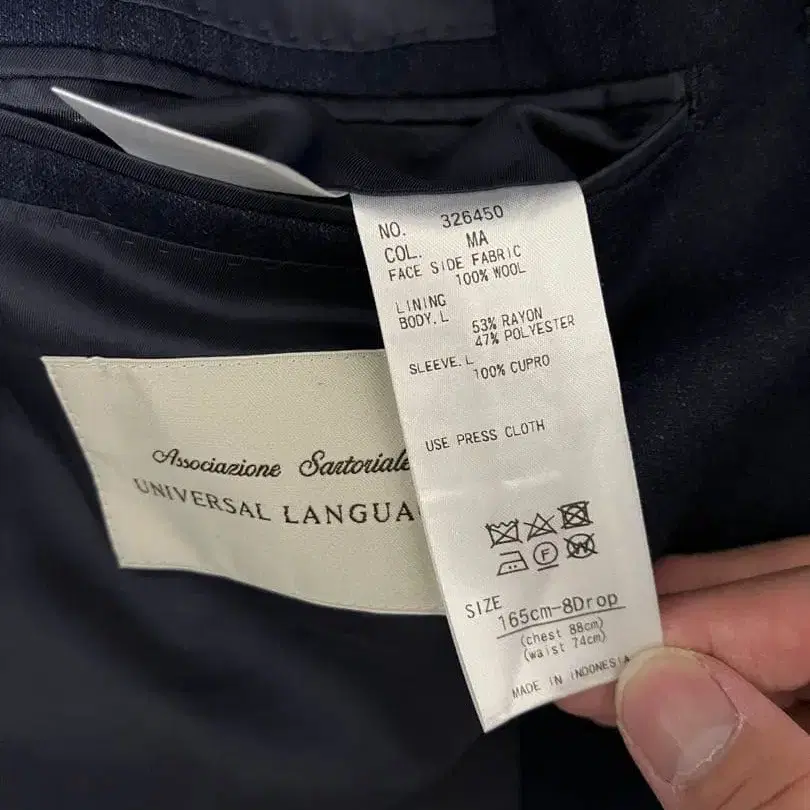 NO. 326450
COL. MA
FACE SIDE FABRIC
100% WOOL
LINING
BODY.L 53% RAYON
47% POLYESTER
SLEEVE.L 100% CUPRO
USE PRESS CLOTH
F W
SIZE
165cm-8Drop
(chest 88cm)
(waist 74cm)
MADE IN INDONESIA
Associazione Sartoriale
UNIVERSAL LANGUA